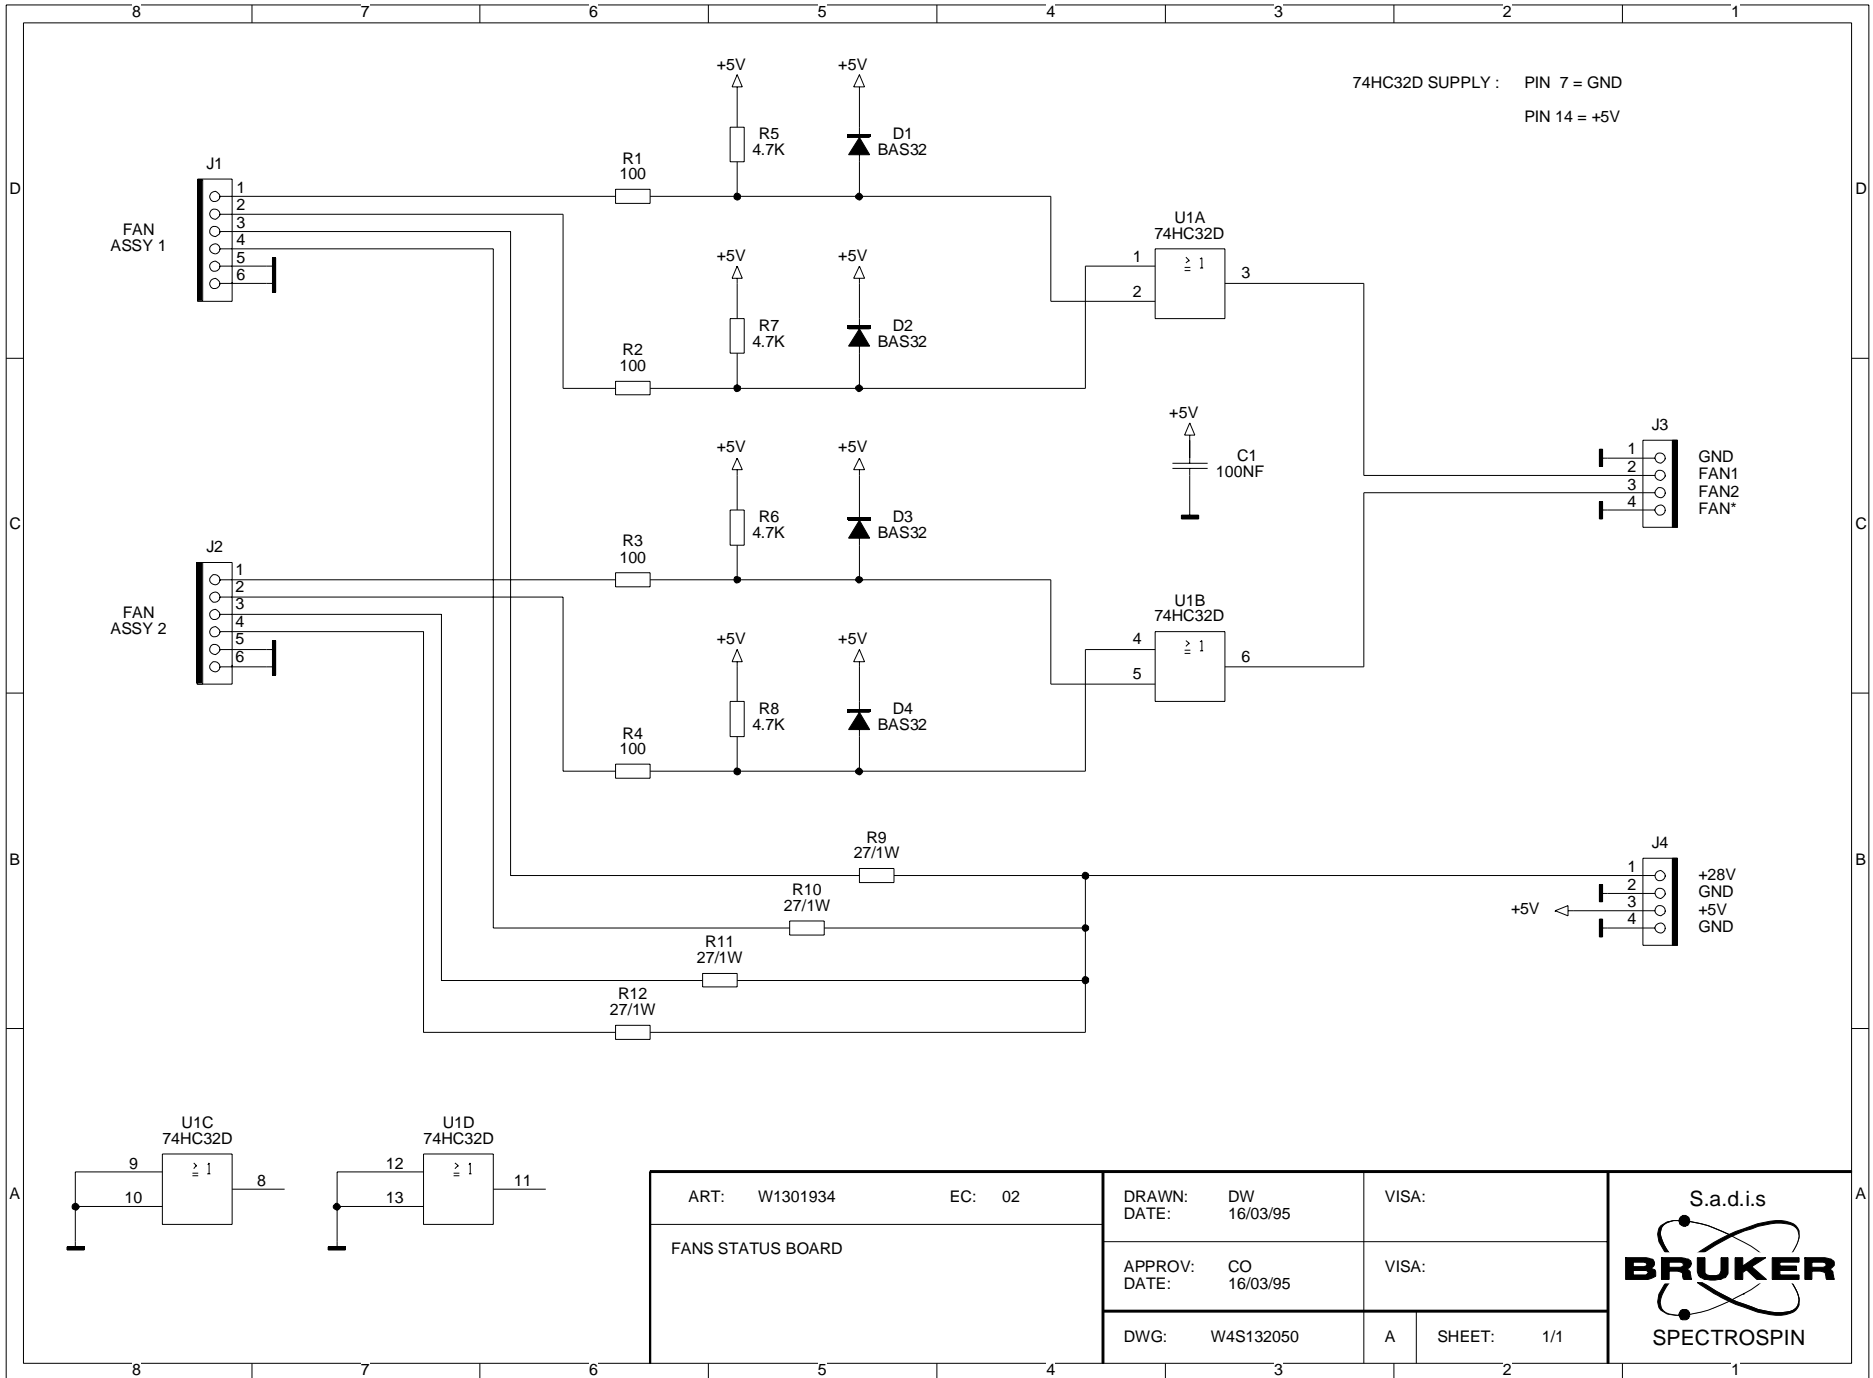 8 7 6 5 4 3 2 1
+5V +5V
74HC32D SUPPLY : PIN 7 = GND
PIN 14 = +5V
R5
4.7K
D1
BAS32
J1
R1
100
D D
1
2
3
4
5
6
FAN
ASSY 1
U1A
74HC32D
+5V +5V
1
2
≥ 1
3
R7
4.7K
D2
BAS32
R2
100
+5V
C1
100NF
J3
1
2
3
4
GND
FAN1
FAN2
FAN*
+5V +5V
R6
4.7K
D3
BAS32
C C
R3
100
J2
1
2
3
4
5
6
FAN
ASSY 2
U1B
74HC32D
+5V +5V
4
5
≥ 1
6
R8
4.7K
D4
BAS32
R4
100
R9
27/1W
J4
B B
1
2
3
4
+28V
GND
+5V
GND
+5V
R10
27/1W
R11
27/1W
R12
27/1W
U1C
74HC32D
9
10
≥ 1
8
U1D
74HC32D
12
13
≥ 1
11
A A
ART: W1301934 EC: 02
FANS STATUS BOARD
DRAWN: DW
DATE: 16/03/95
VISA:
APPROV: CO
DATE: 16/03/95
VISA:
DWG: W4S132050 A SHEET: 1/1
S.a.d.i.s
BRUKER
SPECTROSPIN
8 7 6 5 4 3 2 1